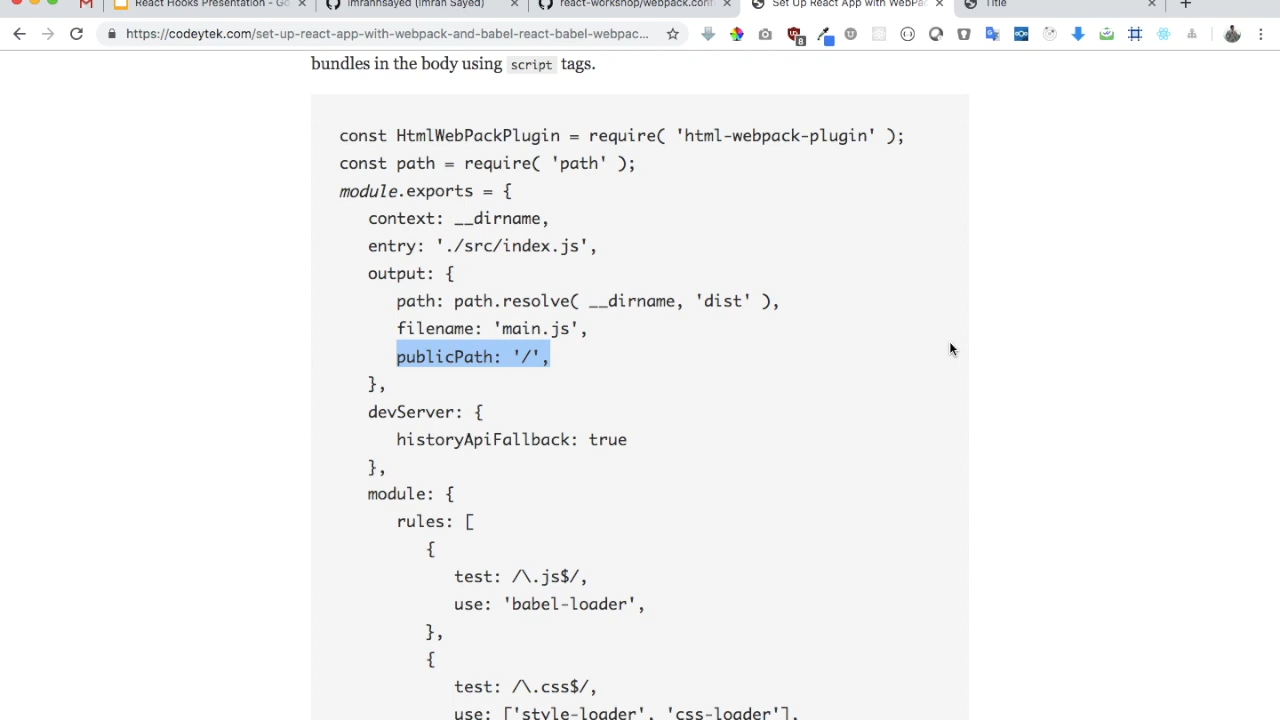 React Hooks Presentation - Go
imrannsayed (Imran Sayed)
react-workshop/webpack.conf
Set Up React App with WebPac
Title
https://codeytek.com/set-up-react-app-with-webpack-and-babel-react-babel-webpac...
8
bundles in the body using script tags.
const HtmlWebPackPlugin = require( 'html-webpack-plugin' );
const path = require( 'path' );
module.exports = {
context: __dirname,
entry: './src/index.js',
output: {
path: path.resolve( __dirname, 'dist' ),
filename: 'main.js',
publicPath: '/',
},
devServer: {
historyApiFallback: true
},
module: {
rules: [
{
test: /\.js$/,
use: 'babel-loader',
},
{
test: /\.css$/,
use: ['style-loader', 'css-loader'],